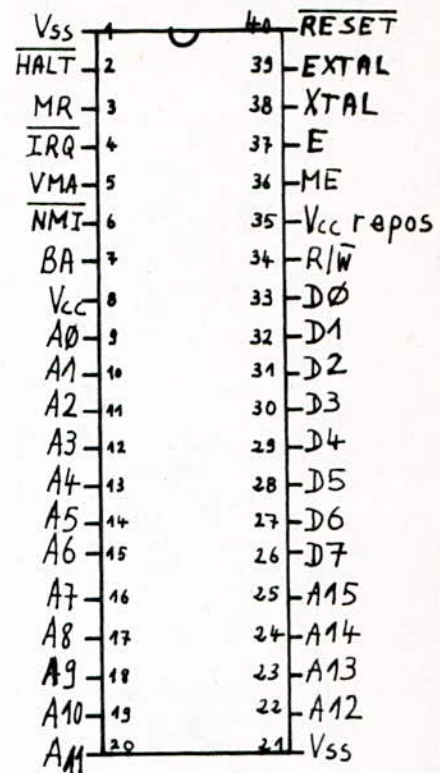 Vss 1 40 RESET
HALT 2 39 EXTAL
MR 3 38 XTAL
IRQ 4 37 E
VMA 5 36 ME
NMI 6 35 Vcc repos
BA 7 34 R/W
Vcc 8 33 DØ
AØ 9 32 D1
A1 10 31 D2
A2 11 30 D3
A3 12 29 D4
A4 13 28 D5
A5 14 27 D6
A6 15 26 D7
A7 16 25 A15
A8 17 24 A14
A9 18 23 A13
A10 19 22 A12
A11 20 21 Vss